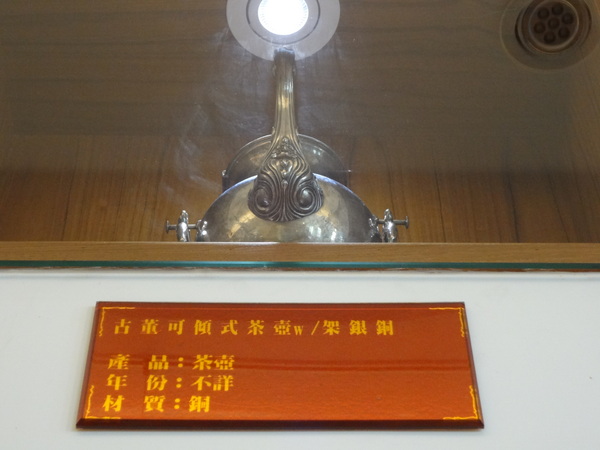 古董可傾式茶壺w/架銀銅
產 品：茶壺
年 份：不詳
材 質：銅